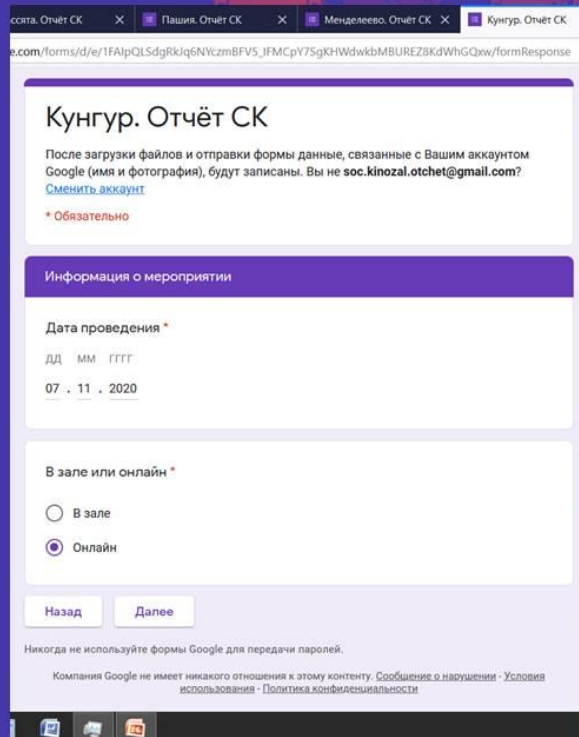 ссята. Отчёт СК
Пашия. Отчёт СК
Менделеево. Отчёт СК
Кунгур. Отчёт СК
e.com/forms/d/e/1FAIpQLSdgRkJq6NYczmBFV5_IFMCpY7SgKHWdwkbMBUREZ8KdWhGQxw/formResponse
Кунгур. Отчёт СК
После загрузки файлов и отправки формы данные, связанные с Вашим аккаунтом
Google (имя и фотография), будут записаны. Вы не soc.kinozal.otchet@gmail.com?
Сменить аккаунт
* Обязательно
Информация о мероприятии
Дата проведения *
ДД ММ ГГГГ
07 . 11 . 2020
В зале или онлайн *
В зале
Онлайн
Назад
Далее
Никогда не используйте формы Google для передачи паролей.
Компания Google не имеет никакого отношения к этому контенту. Сообщение о нарушении - Условия
использования - Политика конфиденциальности